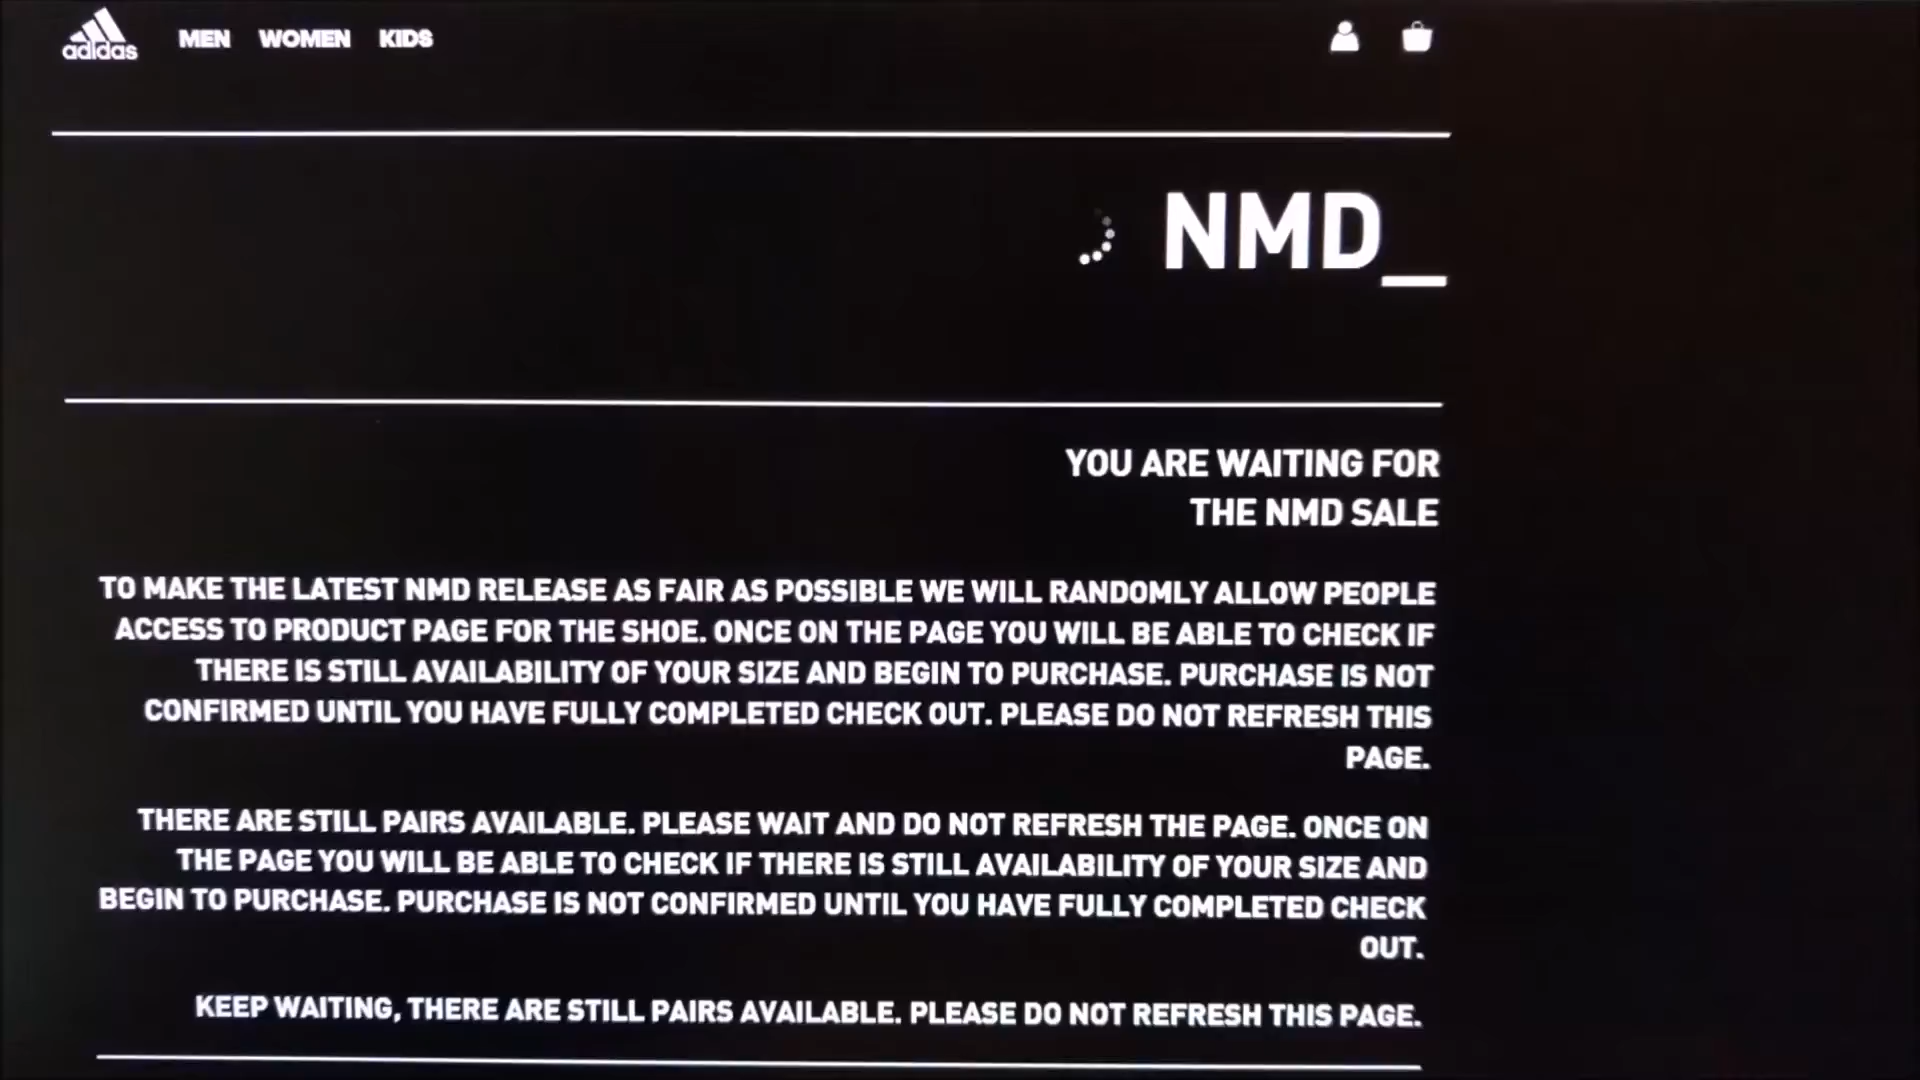 adidas
MEN WOMEN KIDS
NMD_
YOU ARE WAITING FOR
THE NMD SALE
TO MAKE THE LATEST NMD RELEASE AS FAIR AS POSSIBLE WE WILL RANDOMLY ALLOW PEOPLE
ACCESS TO PRODUCT PAGE FOR THE SHOE. ONCE ON THE PAGE YOU WILL BE ABLE TO CHECK IF
THERE IS STILL AVAILABILITY OF YOUR SIZE AND BEGIN TO PURCHASE. PURCHASE IS NOT
CONFIRMED UNTIL YOU HAVE FULLY COMPLETED CHECK OUT. PLEASE DO NOT REFRESH THIS
PAGE.
THERE ARE STILL PAIRS AVAILABLE. PLEASE WAIT AND DO NOT REFRESH THE PAGE. ONCE ON
THE PAGE YOU WILL BE ABLE TO CHECK IF THERE IS STILL AVAILABILITY OF YOUR SIZE AND
BEGIN TO PURCHASE. PURCHASE IS NOT CONFIRMED UNTIL YOU HAVE FULLY COMPLETED CHECK
OUT.
KEEP WAITING, THERE ARE STILL PAIRS AVAILABLE. PLEASE DO NOT REFRESH THIS PAGE.